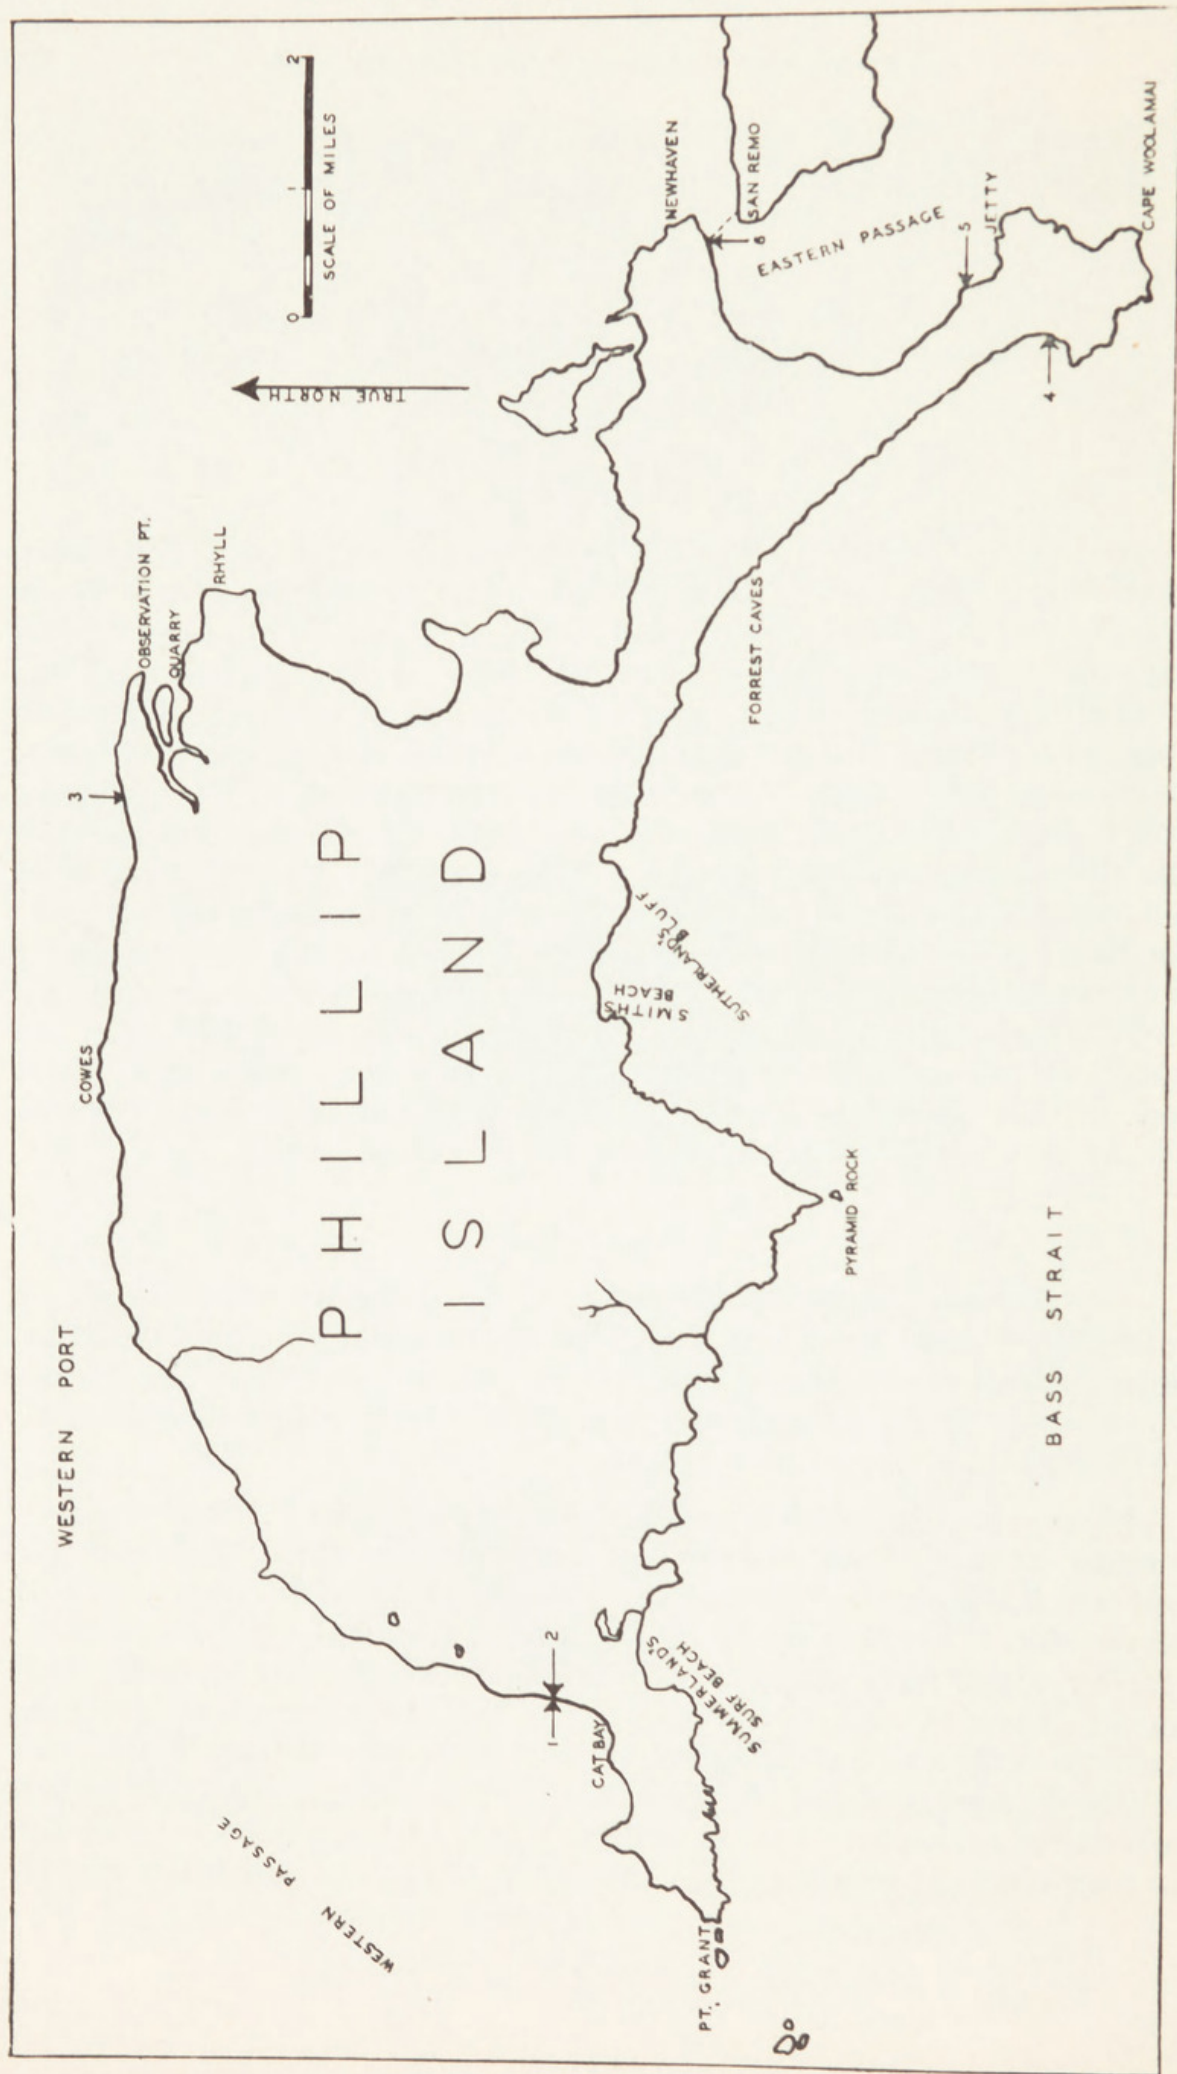 WESTERN PORT
COWES
3
OBSERVATION PT.
QUARRY
RHYLL
0 1 2
SCALE OF MILES
TRUE NORTH
WESTERN PASSAGE
PHILLIP
ISLAND
1
2
CAT BAY
PT. GRANT
SUMMERLAND'S
SURF BEACH
PYRAMID ROCK
SMITHS
BEACH
SUTHERLAND'S
BLUFF
FORREST CAVES
NEWHAVEN
SAN REMO
6
EASTERN PASSAGE
5
JETTY
4
CAPE WOOLAMAI
BASS STRAIT